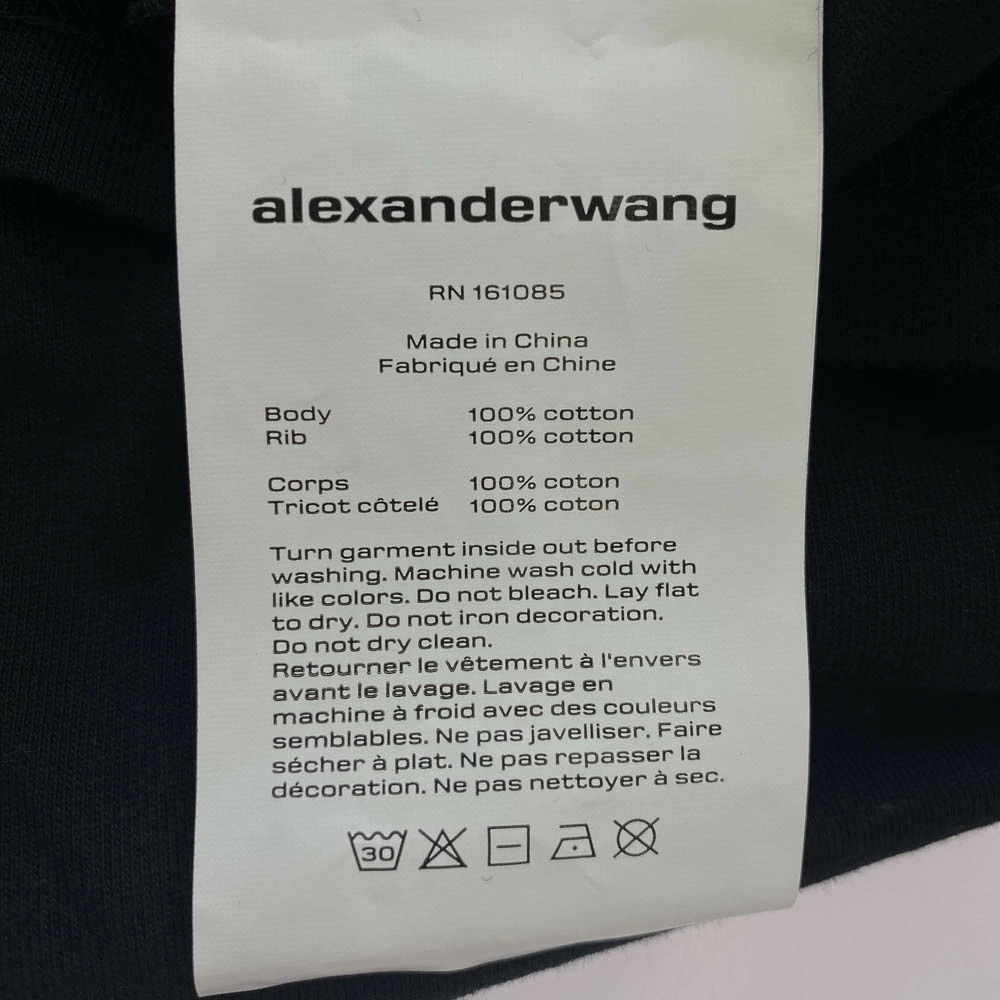 alexanderwang
RN 161085
Made in China
Fabriqué en Chine
Body 100% cotton
Rib 100% cotton
Corps 100% coton
Tricot côtelé 100% coton
Turn garment inside out before
washing. Machine wash cold with
like colors. Do not bleach. Lay flat
to dry. Do not iron decoration.
Do not dry clean.
Retourner le vêtement à l'envers
avant le lavage. Lavage en
machine à froid avec des couleurs
semblables. Ne pas javelliser. Faire
sécher à plat. Ne pas repasser la
décoration. Ne pas nettoyer à sec.
30